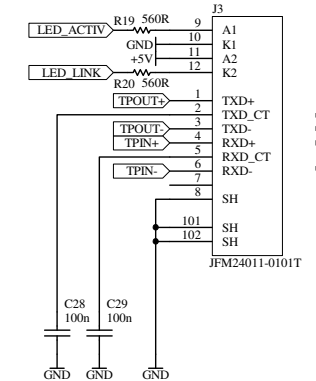 J3
R19 560R
LED_ACTIV 9 A1
GND 10 K1
+5V 11 A2
LED_LINK 12 K2
R20 560R
TPOUT+ 1 TXD+
2 TXD_CT
TPOUT- 3 TXD-
TPIN+ 4 RXD+
5 RXD_CT
TPIN- 6 RXD-
7
8 SH
101 SH
102 SH
JFM24011-0101T
C28 C29
100n 100n
GND GND GND